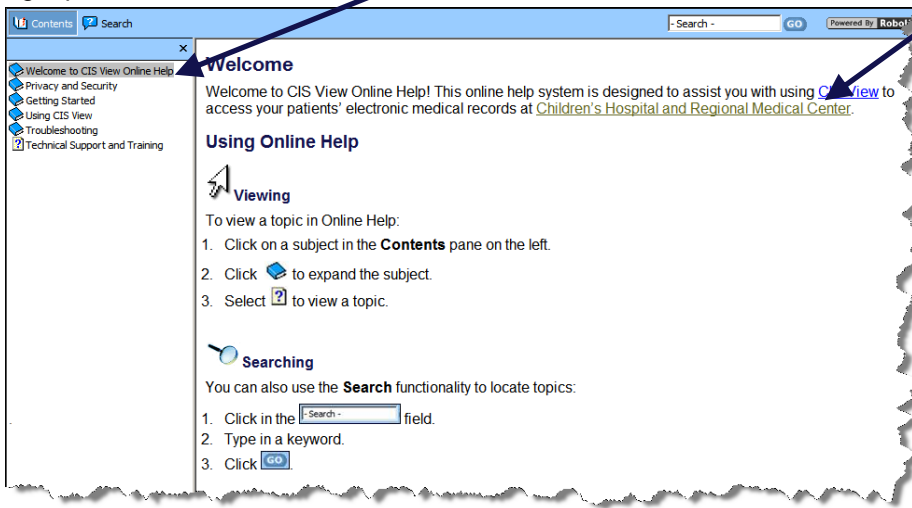 Contents Search - Search - GO Powered By
×
Welcome to CIS View Online Help
Privacy and Security
Getting Started
Using CIS View
Troubleshooting
Technical Support and Training
Welcome
Welcome to CIS View Online Help! This online help system is designed to assist you with using CIS View to
access your patients' electronic medical records at Children's Hospital and Regional Medical Center.
Using Online Help
Viewing
To view a topic in Online Help:
1. Click on a subject in the Contents pane on the left.
2. Click to expand the subject.
3. Select ? to view a topic.
Searching
You can also use the Search functionality to locate topics:
1. Click in the - Search - field.
2. Type in a keyword.
3. Click GO.